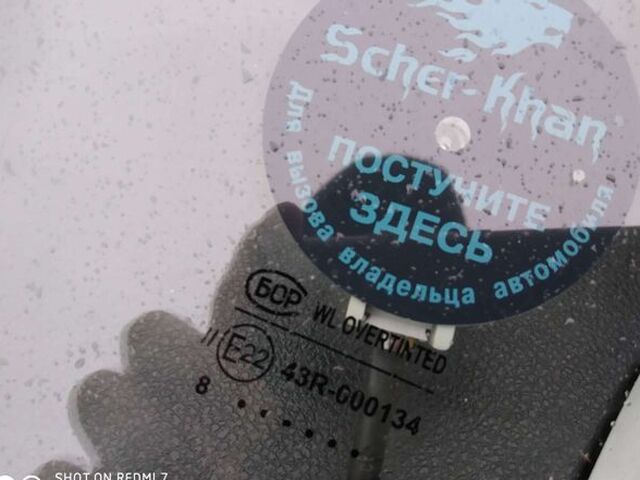 Scher-Khan
ПОСТУЧИТЕ
ЗДЕСЬ
Для вызова владельца автомобиля
БОР
WL OVERTINTED
// E22 43R-000134
8 ......
SHOT ON REDMI 7